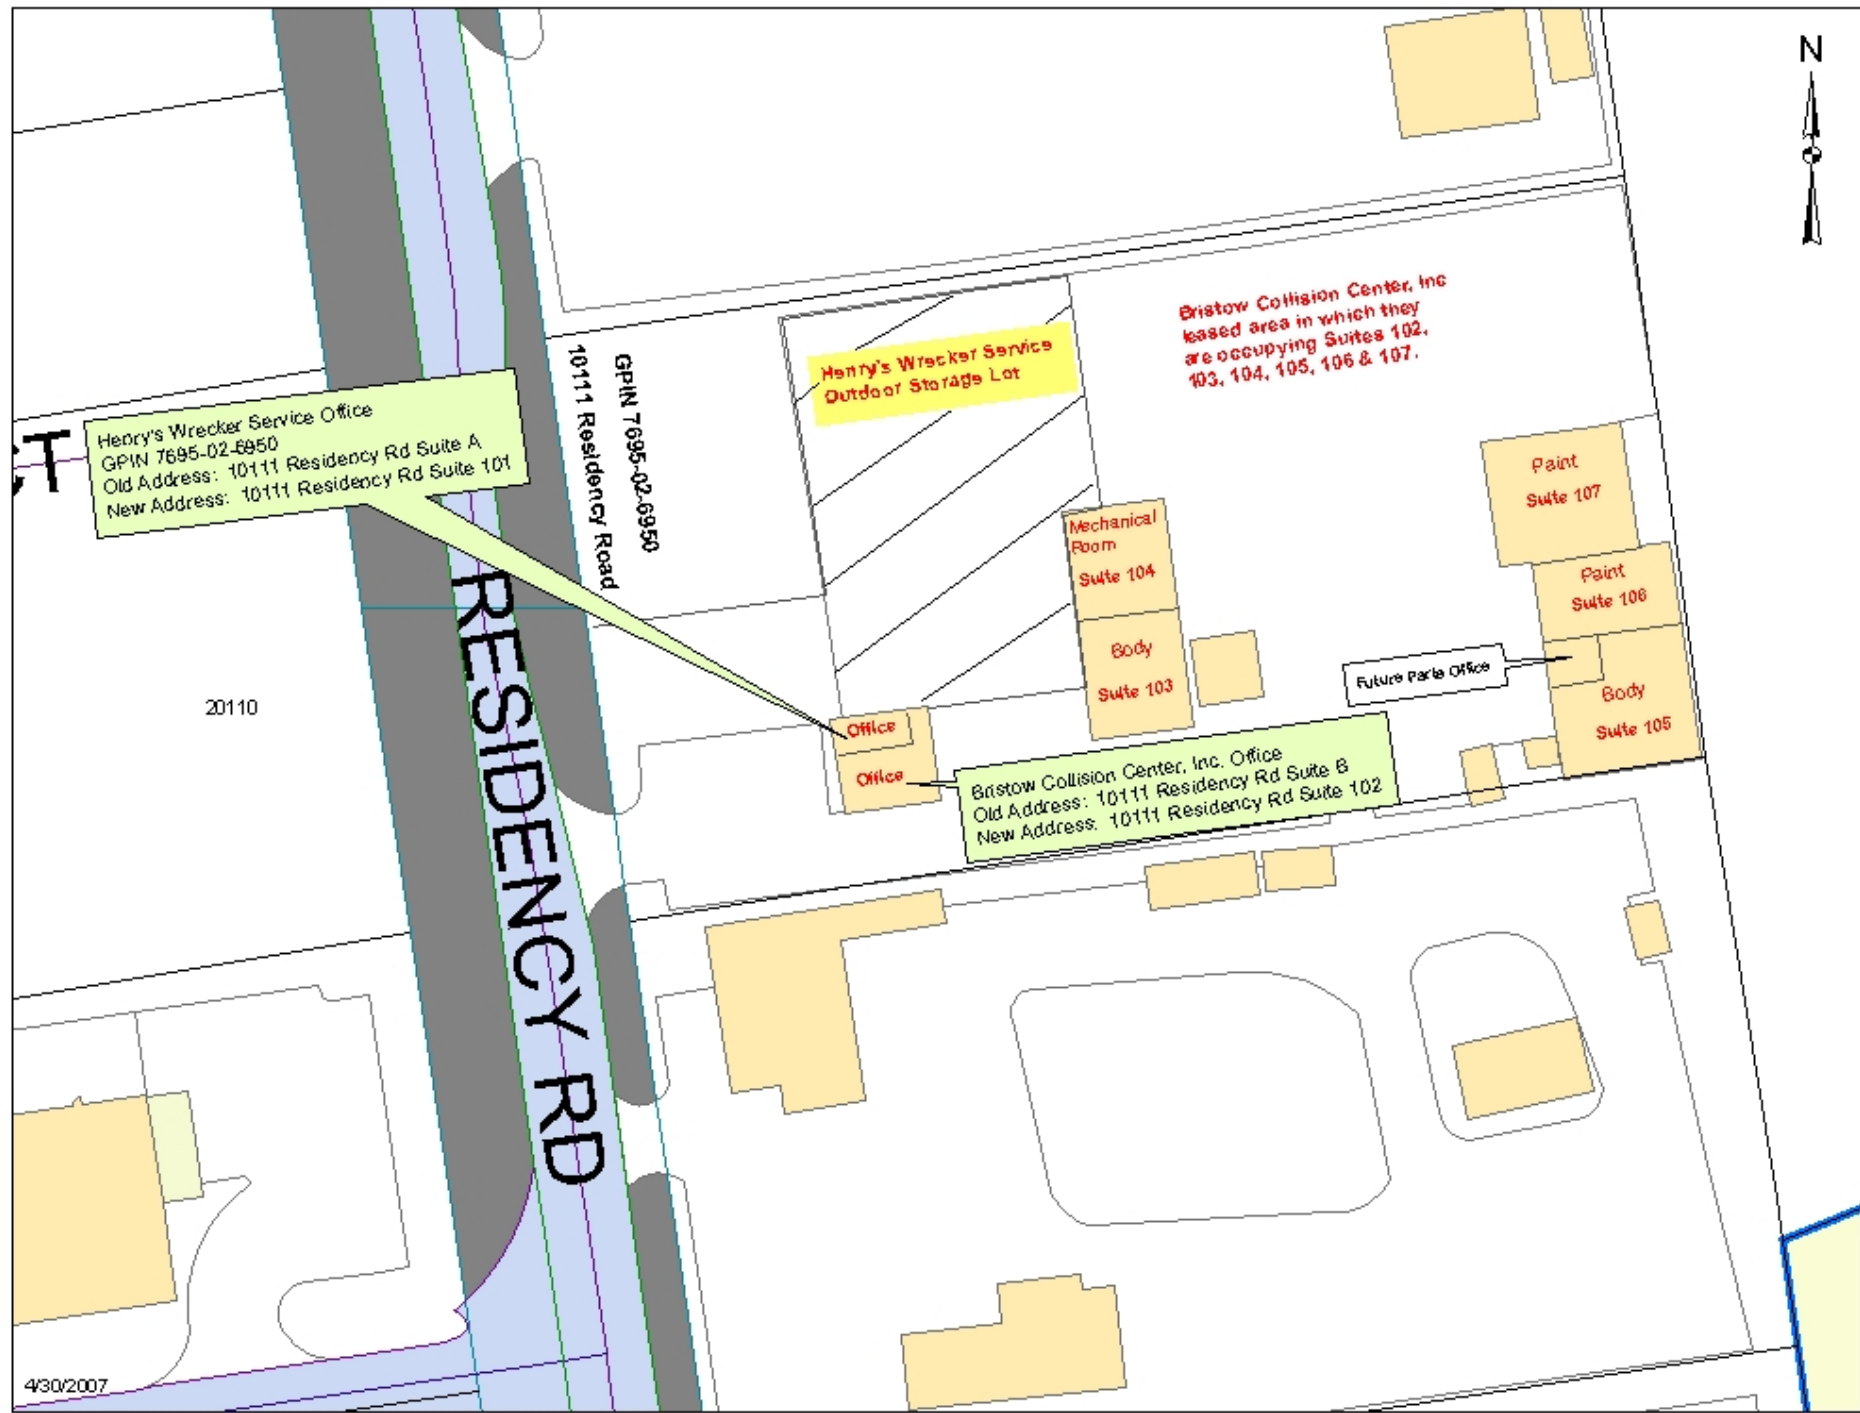 N
Bristow Collision Center, Inc
leased area in which they
are occupying Suites 102,
103, 104, 105, 106 & 107.
Henry's Wrecker Service
Outdoor Storage Lot
GPIN 7695-02-6950
10111 Residency Road
CT
Henry's Wrecker Service Office
GPIN 7695-02-6950
Old Address: 10111 Residency Rd Suite A
New Address: 10111 Residency Rd Suite 101
Paint
Suite 107
Mechanical
Room
Suite 104
Paint
Suite 106
Body
Suite 103
Future Parts Office
Body
Suite 105
20110
RESIDENCY RD
Office
Office
Bristow Collision Center, Inc. Office
Old Address: 10111 Residency Rd Suite B
New Address: 10111 Residency Rd Suite 102
4/30/2007